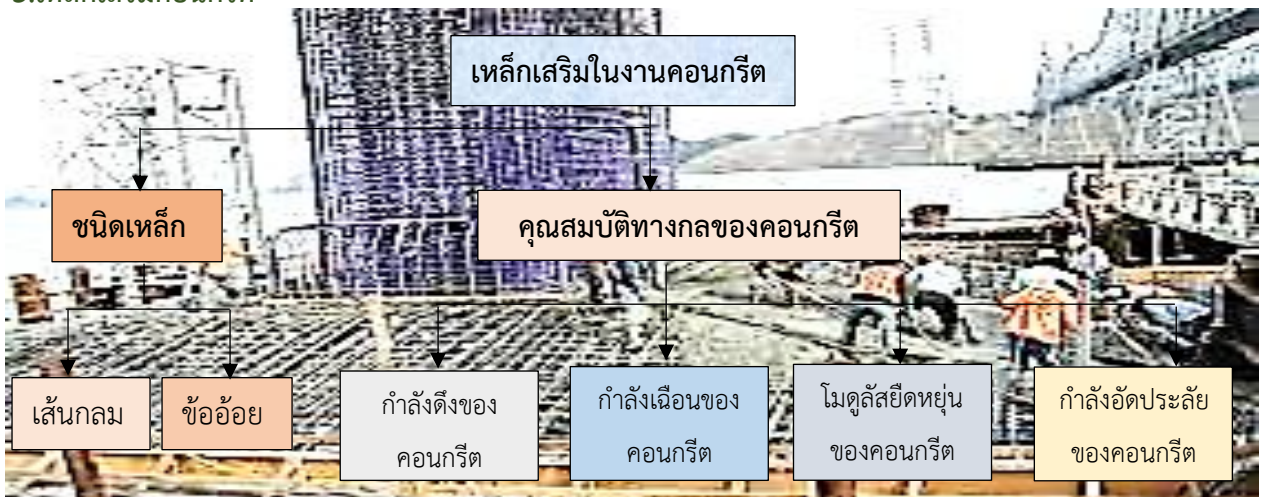 เหล็กเสริมในงานคอนกรีต
ชนิดเหล็ก
คุณสมบัติทางกลของคอนกรีต
เส้นกลม
ข้ออ้อย
กำลังดึงของ
คอนกรีต
กำลังเฉือนของ
คอนกรีต
โมดูลัสยืดหยุ่น
ของคอนกรีต
กำลังอัดประลัย
ของคอนกรีต